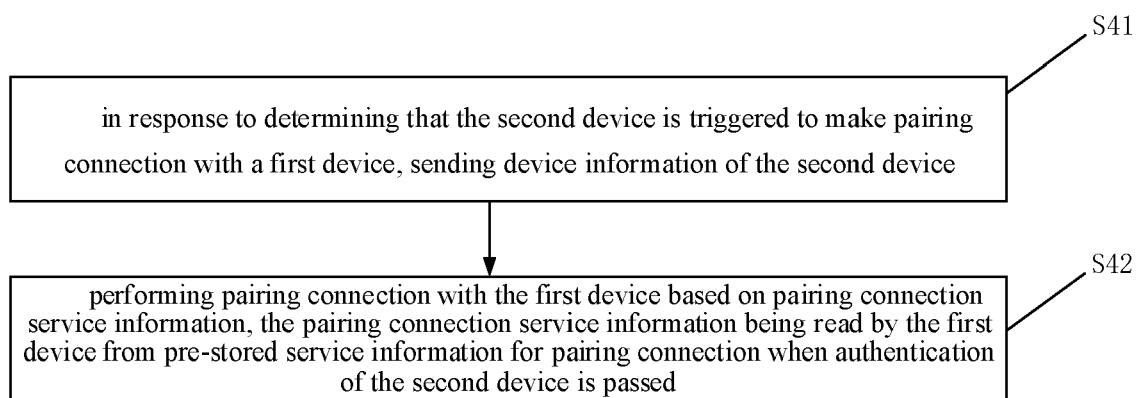 S41
in response to determining that the second device is triggered to make pairing
connection with a first device, sending device information of the second device
S42
performing pairing connection with the first device based on pairing connection
service information, the pairing connection service information being read by the first
device from pre-stored service information for pairing connection when authentication
of the second device is passed